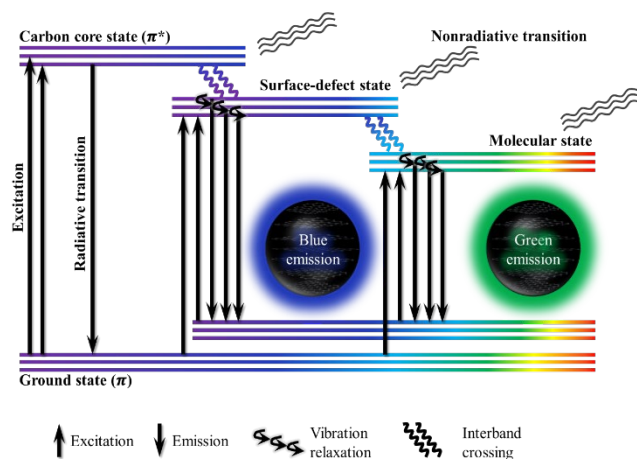 Carbon core state (π*)
Nonradiative transition
Surface-defect state
Molecular state
Excitation
Radiative transition
Blue
emission
Green
emission
Ground state (π)
Excitation
Emission
Vibration
relaxation
Interband
crossing